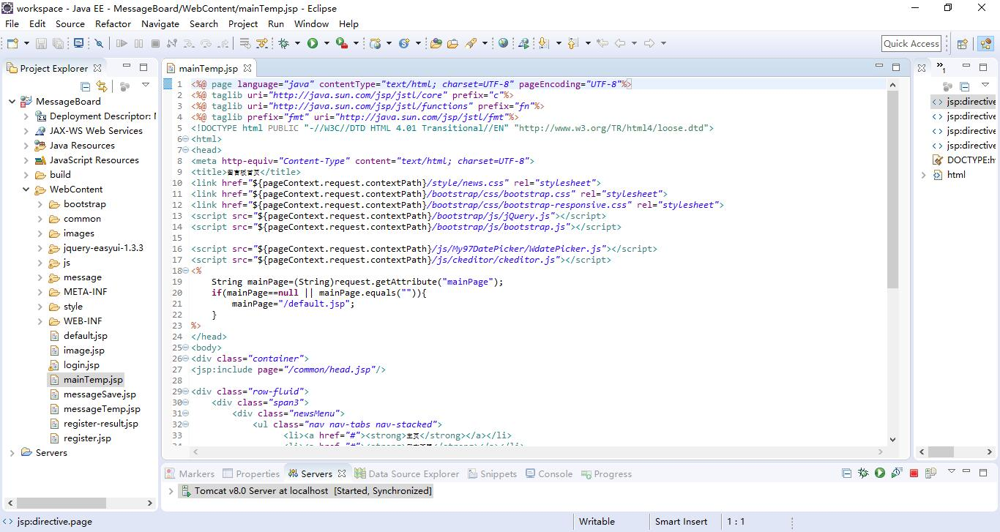 workspace - Java EE - MessageBoard/WebContent/mainTemp.jsp - Eclipse
File Edit Source Refactor Navigate Search Project Run Window Help
Quick Access
Project Explorer
MessageBoard
Deployment Descriptor:
JAX-WS Web Services
Java Resources
JavaScript Resources
build
WebContent
bootstrap
common
images
jquery-easyui-1.3.3
js
message
META-INF
style
WEB-INF
default.jsp
image.jsp
login.jsp
mainTemp.jsp
messageSave.jsp
messageTemp.jsp
register-result.jsp
register.jsp
Servers
mainTemp.jsp
1 <%@ page language="java" contentType="text/html; charset=UTF-8" pageEncoding="UTF-8"%>
2 <%@ taglib uri="http://java.sun.com/jsp/jstl/core" prefix="c"%>
3 <%@ taglib uri="http://java.sun.com/jsp/jstl/functions" prefix="fn"%>
4 <%@ taglib prefix="fmt" uri="http://java.sun.com/jsp/jstl/fmt"%>
5 <!DOCTYPE html PUBLIC "-//W3C//DTD HTML 4.01 Transitional//EN" "http://www.w3.org/TR/html4/loose.dtd">
6 <html>
7 <head>
8 <meta http-equiv="Content-Type" content="text/html; charset=UTF-8">
9 <title>留言板首页</title>
10 <link href="${pageContext.request.contextPath}/style/news.css" rel="stylesheet">
11 <link href="${pageContext.request.contextPath}/bootstrap/css/bootstrap.css" rel="stylesheet">
12 <link href="${pageContext.request.contextPath}/bootstrap/css/bootstrap-responsive.css" rel="stylesheet">
13 <script src="${pageContext.request.contextPath}/bootstrap/js/jQuery.js"></script>
14 <script src="${pageContext.request.contextPath}/bootstrap/js/bootstrap.js"></script>
15
16 <script src="${pageContext.request.contextPath}/js/My97DatePicker/WdatePicker.js"></script>
17 <script src="${pageContext.request.contextPath}/js/ckeditor/ckeditor.js"></script>
18 <%
19 String mainPage=(String)request.getAttribute("mainPage");
20 if(mainPage==null || mainPage.equals("")){
21 mainPage="/default.jsp";
22 }
23 %>
24 </head>
25 <body>
26 <div class="container">
27 <jsp:include page="/common/head.jsp"/>
28
29 <div class="row-fluid">
30 <div class="span3">
31 <div class="newsMenu">
32 <ul class="nav nav-tabs nav-stacked">
33 <li><a href="#"><strong>主页</strong></a></li>
1
jsp:directive
jsp:directive
jsp:directive
jsp:directive
DOCTYPE:h
html
Markers Properties Servers Data Source Explorer Snippets Console Progress
Tomcat v8.0 Server at localhost [Started, Synchronized]
jsp:directive.page Writable Smart Insert 1 : 1